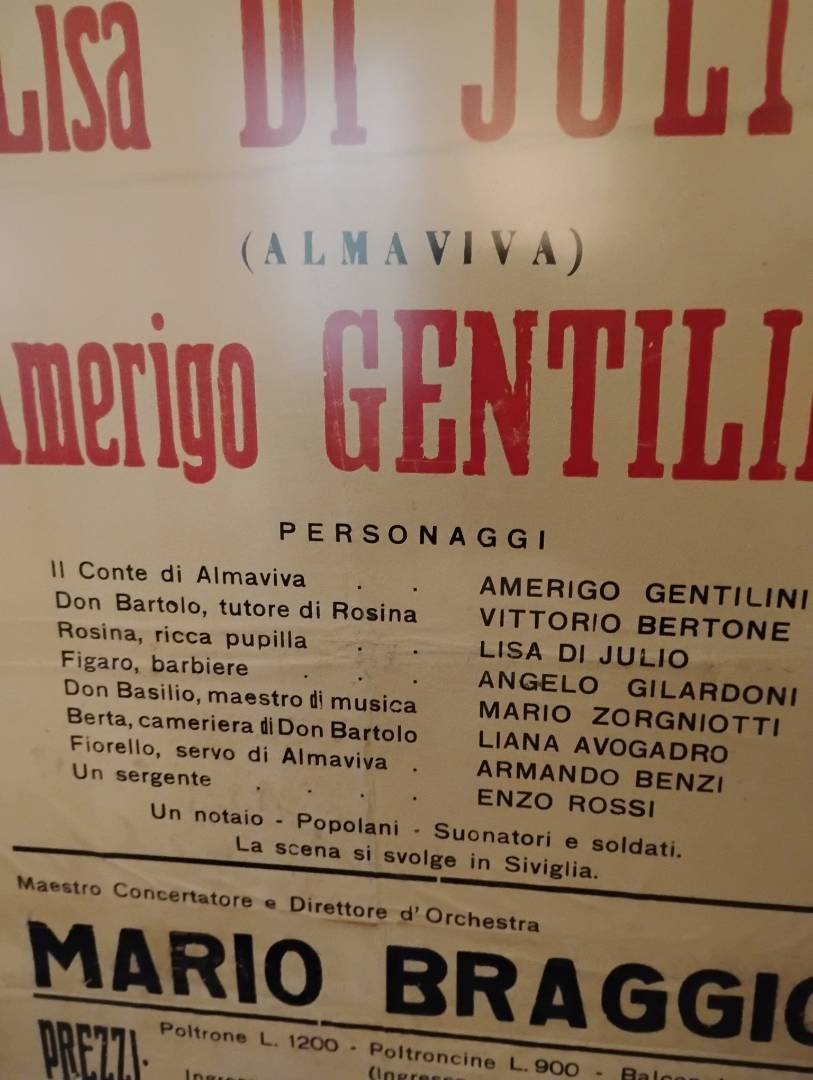 Lisa DI JULI
(ALMAVIVA)
Amerigo GENTILI
PERSONAGGI
Il Conte di Almaviva . . AMERIGO GENTILINI
Don Bartolo, tutore di Rosina VITTORIO BERTONE
Rosina, ricca pupilla . . LISA DI JULIO
Figaro, barbiere . . . ANGELO GILARDONI
Don Basilio, maestro di musica MARIO ZORGNIOTTI
Berta, cameriera di Don Bartolo LIANA AVOGADRO
Fiorello, servo di Almaviva . ARMANDO BENZI
Un sergente . . . . ENZO ROSSI
Un notaio - Popolani - Suonatori e soldati.
La scena si svolge in Siviglia.
Maestro Concertatore e Direttore d'Orchestra
MARIO BRAGGIO
PREZZI: Poltrone L. 1200 - Poltroncine L. 900 -